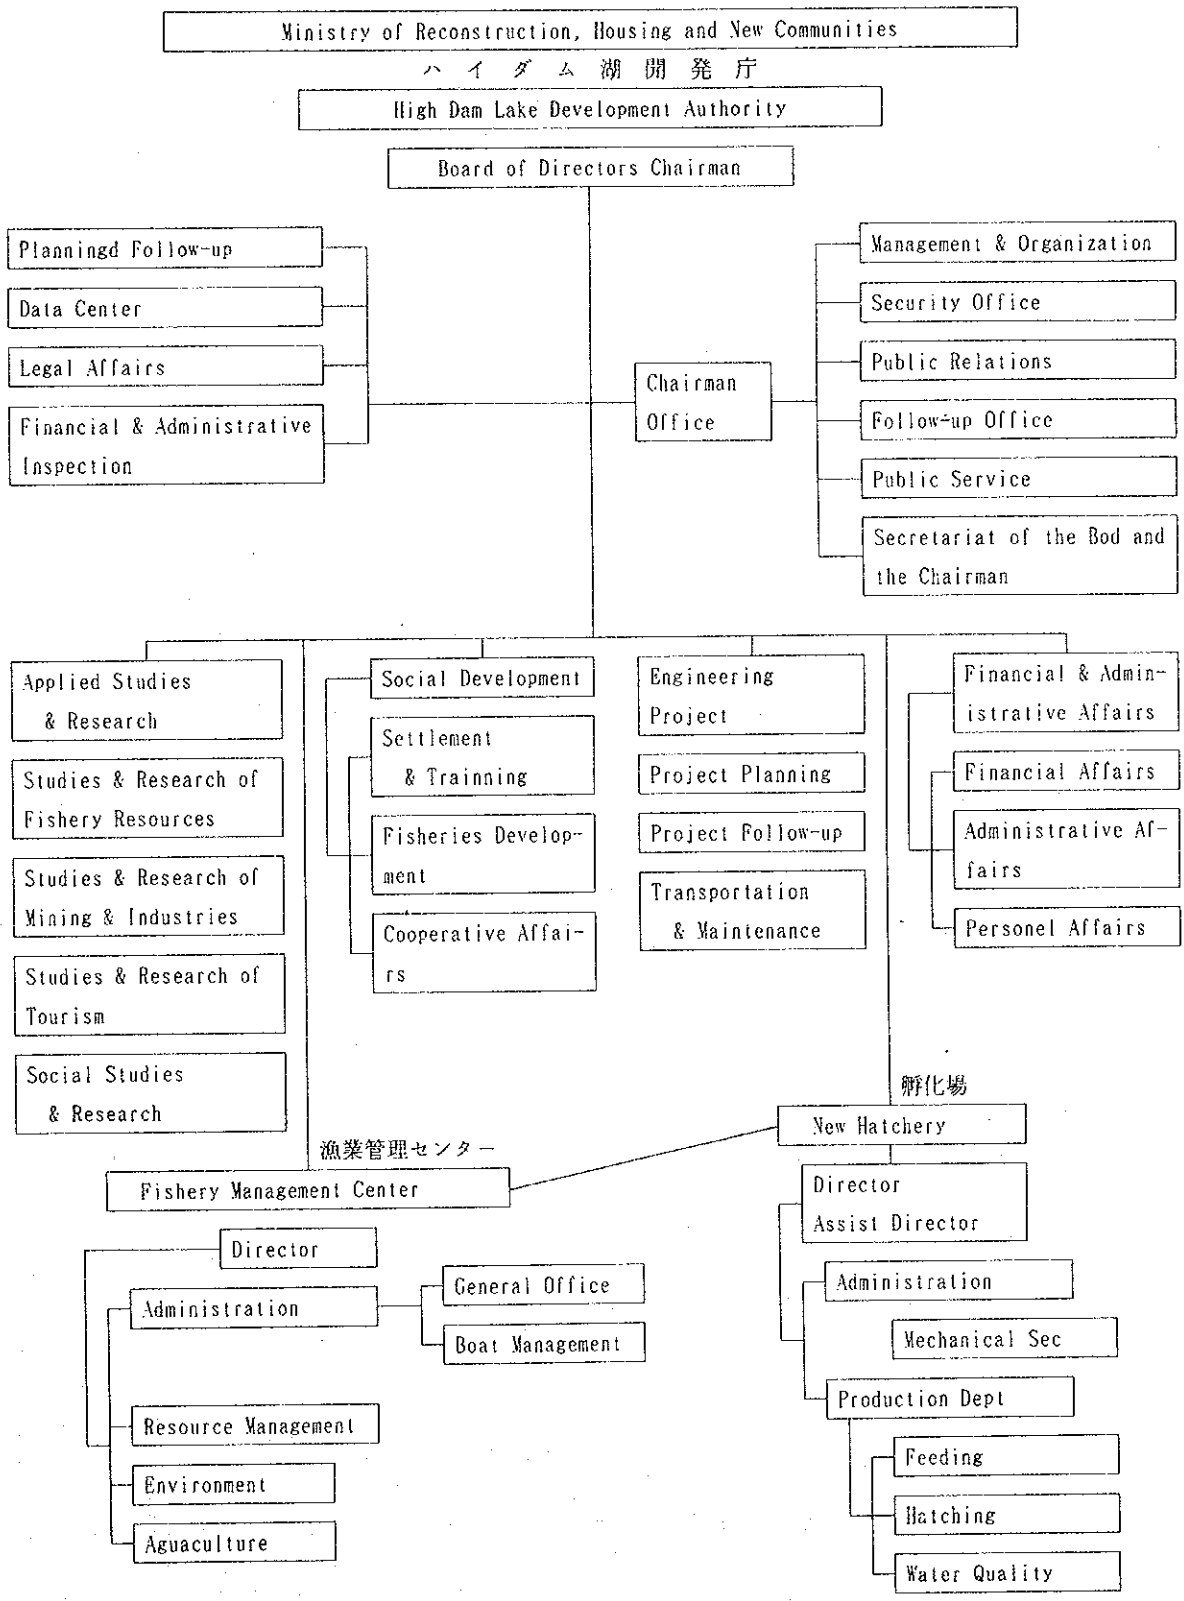 Ministry of Reconstruction, Housing and New Communities
ハイダム湖開発庁
High Dam Lake Development Authority
Board of Directors Chairman
Planningd Follow-up
Data Center
Legal Affairs
Financial & Administrative
Inspection
Chairman
Office
Management & Organization
Security Office
Public Relations
Follow-up Office
Public Service
Secretariat of the Bod and
the Chairman
Applied Studies
& Research
Studies & Research of
Fishery Resources
Studies & Research of
Mining & Industries
Studies & Research of
Tourism
Social Studies
& Research
Social Development
Settlement
& Trainning
Fisheries Develop-
ment
Cooperative Affai-
rs
Engineering
Project
Project Planning
Project Follow-up
Transportation
& Maintenance
Financial & Admin-
istrative Affairs
Financial Affairs
Administrative Af-
fairs
Personel Affairs
漁業管理センター
Fishery Management Center
Director
Administration
General Office
Boat Management
Resource Management
Environment
Aguaculture
孵化場
New Hatchery
Director
Assist Director
Administration
Mechanical Sec
Production Dept
Feeding
Hatching
Water Quality